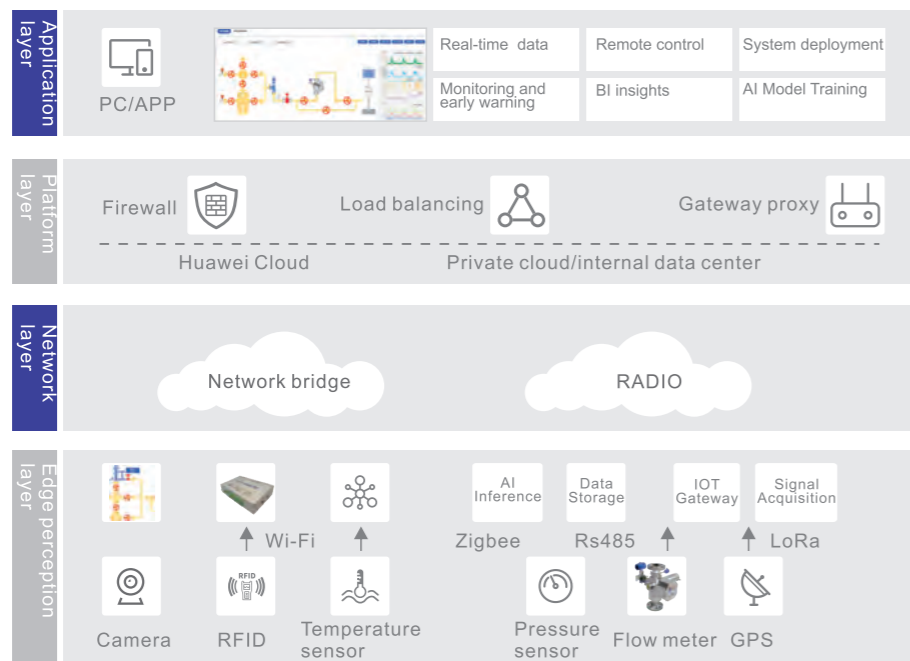 Application
layer
PC/APP
Real-time data
Remote control
System deployment
Monitoring and
early warning
BI insights
AI Model Training
Platform
layer
Firewall
Load balancing
Gateway proxy
Huawei Cloud
Private cloud/internal data center
Network
layer
Network bridge
RADIO
Edge perception
layer
AI
Inference
Data
Storage
IOT
Gateway
Signal
Acquisition
Wi-Fi
Zigbee
Rs485
LoRa
RFID
Camera
RFID
Temperature
sensor
Pressure
sensor
Flow meter
GPS